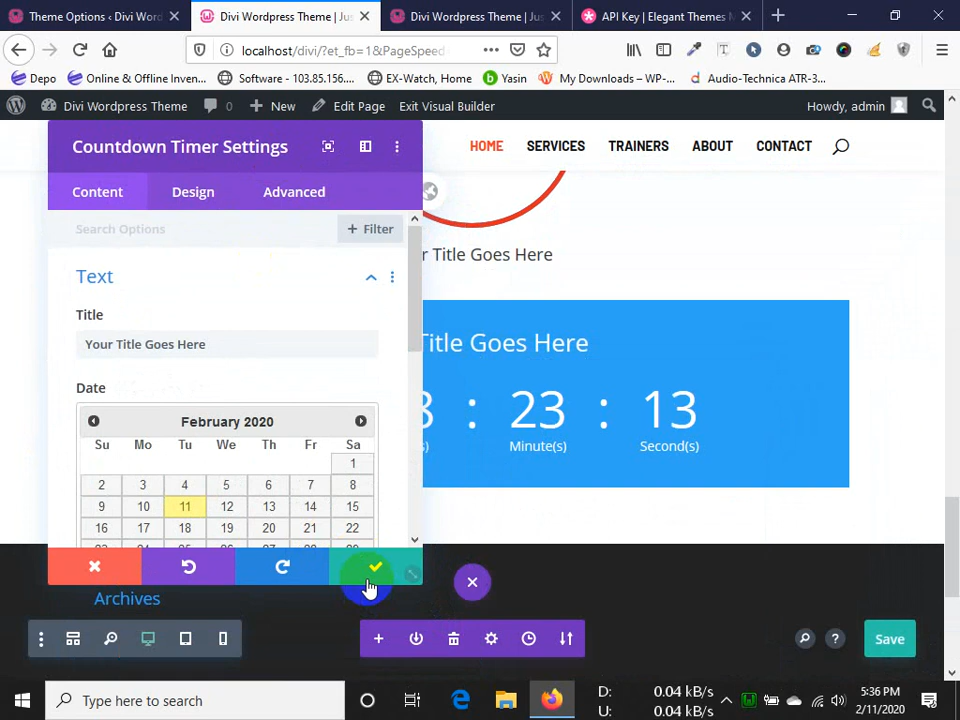 Theme Options ‹ Divi Word
Divi Wordpress Theme | Jus
Divi Wordpress Theme | Jus
API Key | Elegant Themes
localhost/divi/?et_fb=1&PageSpeed
Depo
Online & Offline Inven...
Software - 103.85.156....
EX-Watch, Home
Yasin
My Downloads – WP-...
Audio-Technica ATR-3...
Divi Wordpress Theme
0
New
Edit Page
Exit Visual Builder
Howdy, admin
Countdown Timer Settings
HOME
SERVICES
TRAINERS
ABOUT
CONTACT
Content
Design
Advanced
Search Options
+ Filter
r Title Goes Here
Text
Title
Your Title Goes Here
Title Goes Here
Date
February 2020
Su Mo Tu We Th Fr Sa
1
2 3 4 5 6 7 8
9 10 11 12 13 14 15
16 17 18 19 20 21 22
: 23 : 13
Minute(s)
Second(s)
Archives
Save
Type here to search
D: 0.04 kB/s
U: 0.04 kB/s
5:36 PM
2/11/2020